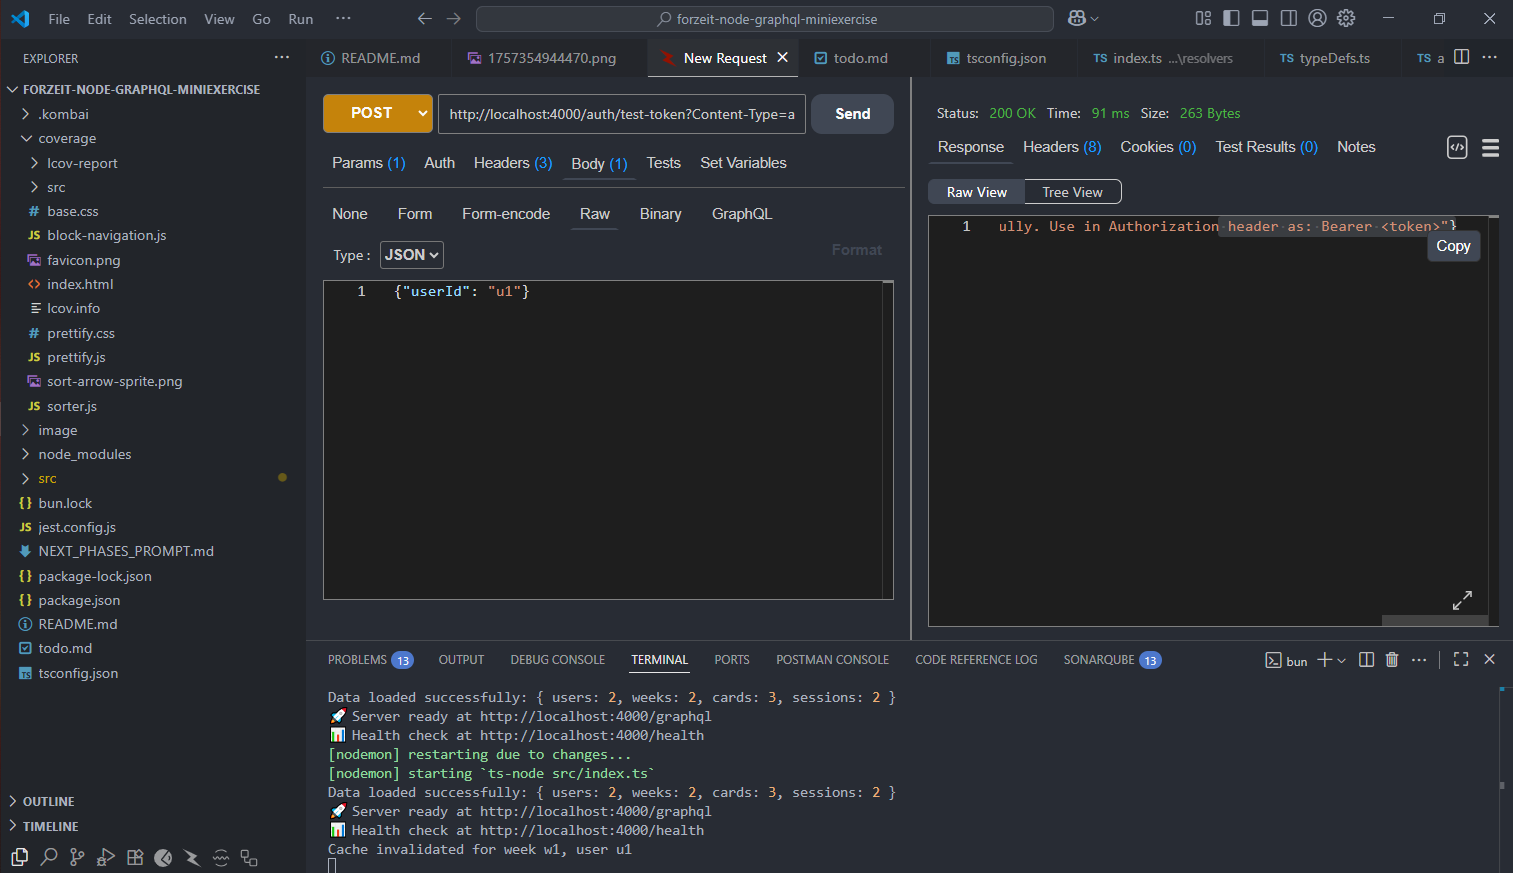 File Edit Selection View Go Run ··· forzeit-node-graphql-miniexercise
EXPLORER ···
FORZEIT-NODE-GRAPHQL-MINIEXERCISE
.kombai
coverage
lcov-report
src
# base.css
JS block-navigation.js
favicon.png
<> index.html
lcov.info
# prettify.css
JS prettify.js
sort-arrow-sprite.png
JS sorter.js
image
node_modules
src
{} bun.lock
JS jest.config.js
NEXT_PHASES_PROMPT.md
{} package-lock.json
{} package.json
README.md
todo.md
TS tsconfig.json
OUTLINE
TIMELINE
README.md 1757354944470.png New Request todo.md TS tsconfig.json TS index.ts ...\resolvers TS typeDefs.ts TS a ···
POST http://localhost:4000/auth/test-token?Content-Type=a Send
Params (1) Auth Headers (3) Body (1) Tests Set Variables
None Form Form-encode Raw Binary GraphQL
Type : JSON Format
1 {"userId": "u1"}
Status: 200 OK Time: 91 ms Size: 263 Bytes
Response Headers (8) Cookies (0) Test Results (0) Notes
Raw View Tree View
1 ully. Use in Authorization header as: Bearer <token>"}
Copy
PROBLEMS 13 OUTPUT DEBUG CONSOLE TERMINAL PORTS POSTMAN CONSOLE CODE REFERENCE LOG SONARQUBE 13 bun ···
Data loaded successfully: { users: 2, weeks: 2, cards: 3, sessions: 2 }
🚀 Server ready at http://localhost:4000/graphql
📊 Health check at http://localhost:4000/health
[nodemon] restarting due to changes...
[nodemon] starting `ts-node src/index.ts`
Data loaded successfully: { users: 2, weeks: 2, cards: 3, sessions: 2 }
🚀 Server ready at http://localhost:4000/graphql
📊 Health check at http://localhost:4000/health
Cache invalidated for week w1, user u1